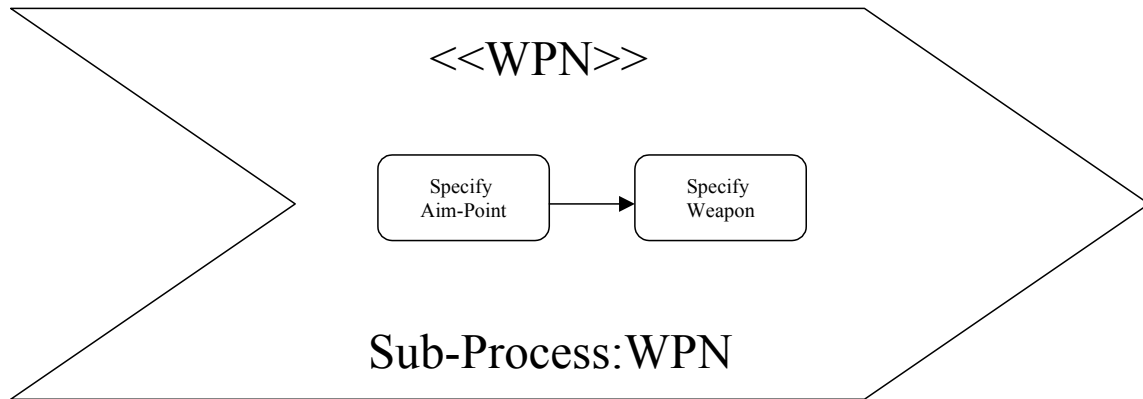 <<WPN>>
Specify
Aim-Point
Specify
Weapon
Sub-Process:WPN